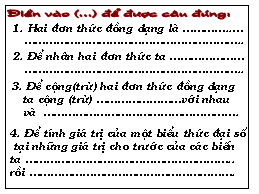 Điền vào (...) để được câu đúng:
1. Hai đơn thức đồng dạng là .................
..............................................................
2. Để nhân hai đơn thức ta ...................
..............................................................
3. Để cộng(trừ) hai đơn thức đồng dạng
ta cộng (trừ) ........................với nhau
và ......................................................
4. Để tính giá trị của một biểu thức đại số
tại những giá trị cho trước của các biến
ta ..........................................................
rồi .........................................................